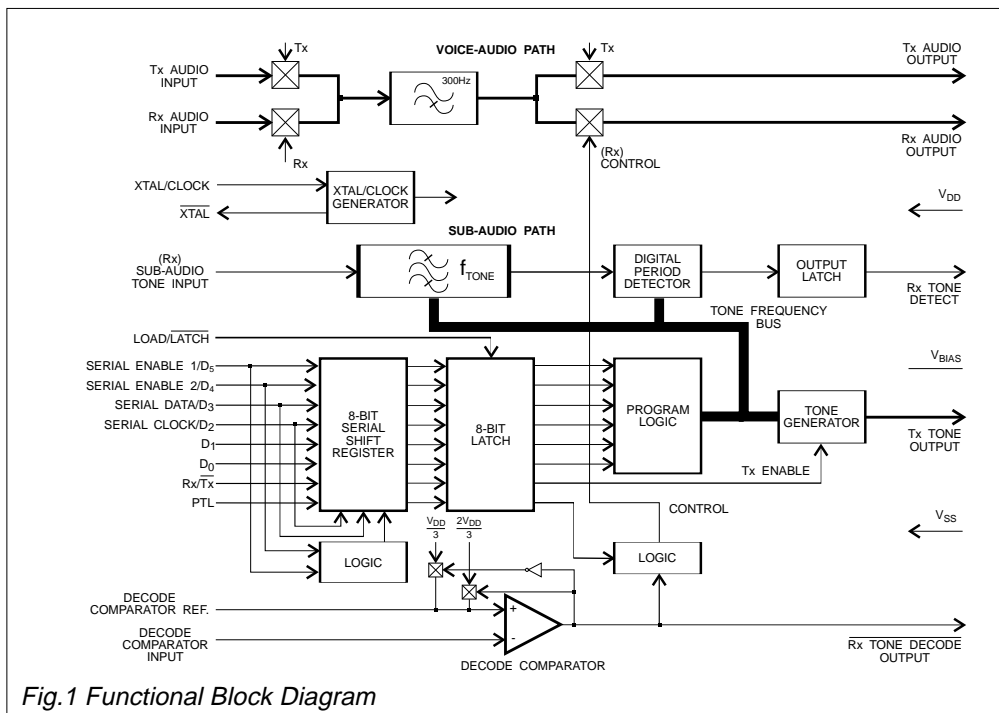 Tx
VOICE-AUDIO PATH
Tx
Tx AUDIO
INPUT
300Hz
Tx AUDIO
OUTPUT
Rx AUDIO
INPUT
Rx
(Rx)
CONTROL
Rx AUDIO
OUTPUT
XTAL/CLOCK
XTAL
XTAL/CLOCK
GENERATOR
VDD
SUB-AUDIO PATH
(Rx)
SUB-AUDIO
TONE INPUT
fTONE
DIGITAL
PERIOD
DETECTOR
OUTPUT
LATCH
Rx TONE
DETECT
TONE FREQUENCY
BUS
LOAD/LATCH
SERIAL ENABLE 1/D5
SERIAL ENABLE 2/D4
SERIAL DATA/D3
SERIAL CLOCK/D2
D1
D0
Rx/Tx
PTL
8-BIT
SERIAL
SHIFT
REGISTER
8-BIT
LATCH
PROGRAM
LOGIC
TONE
GENERATOR
VBIAS
Tx TONE
OUTPUT
Tx ENABLE
CONTROL
VSS
LOGIC
VDD
3
2VDD
3
LOGIC
DECODE
COMPARATOR REF.
DECODE
COMPARATOR
INPUT
+
-
DECODE COMPARATOR
Rx TONE DECODE
OUTPUT
Fig.1 Functional Block Diagram